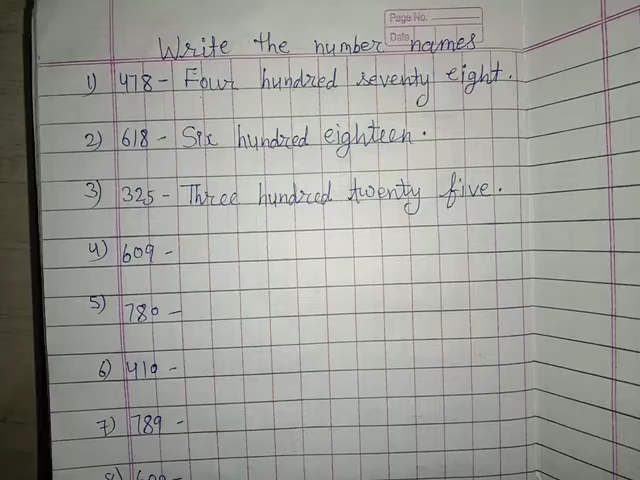 Page No.
Date
Write the number names
1) 478 - Four hundred seventy eight.
2) 618 - Six hundred eighteen.
3) 325 - Three hundred twenty five.
4) 609 -
5) 780 -
6) 410 -
7) 789 -